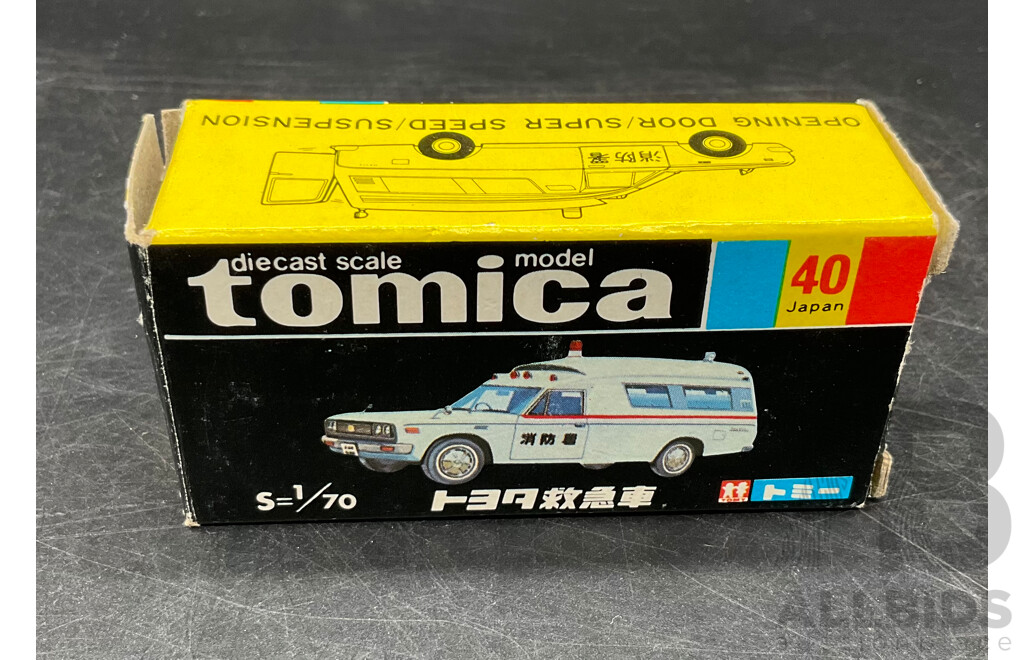 OPENING DOOR/SUPER SPEED/SUSPENSION
消防署
diecast scale model
tomica
40
Japan
消防署
S=1/70
トヨタ救急車
TOMY
トミー
ALLBIDS